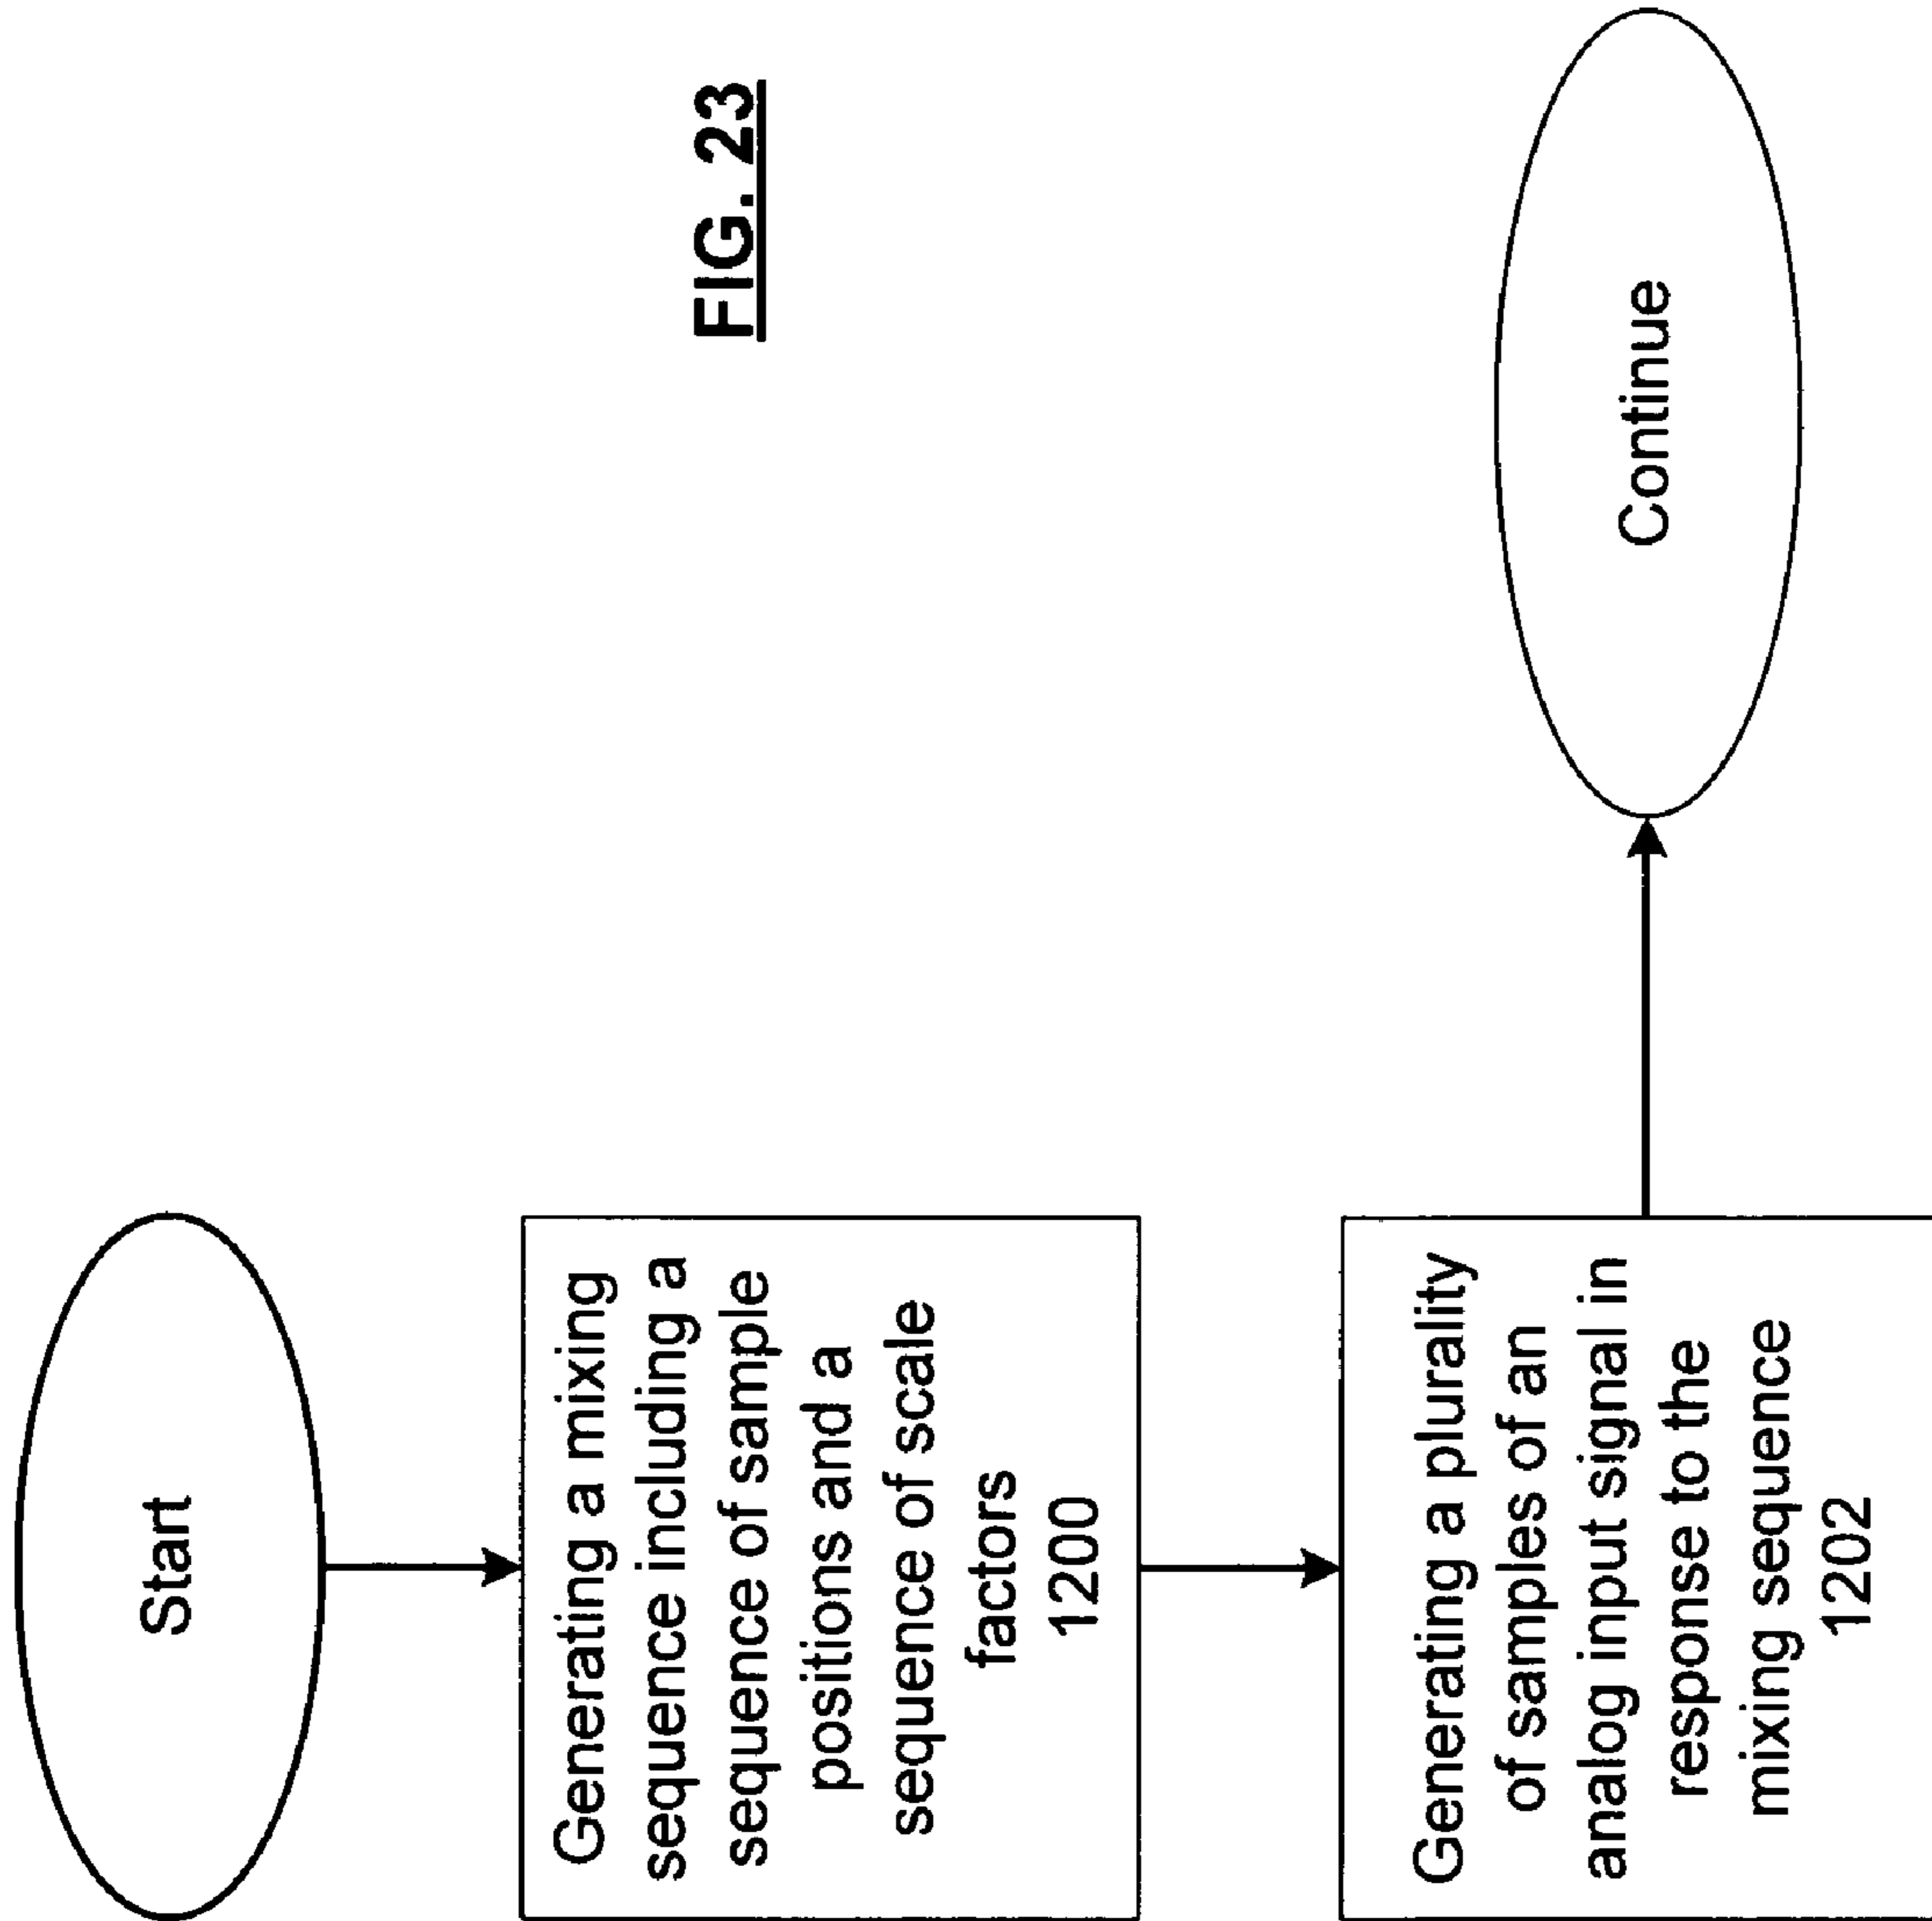 Start
Generating a mixing
sequence including a
sequence of sample
positions and a
sequence of scale
factors
1200
Generating a plurality
of samples of an
analog input signal in
response to the
mixing sequence
1202
Continue
FIG. 23